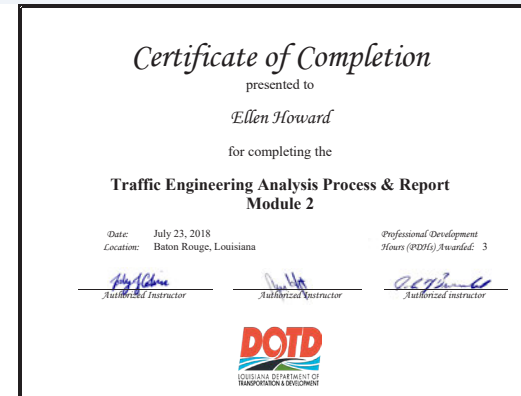 Certificate of Completion
presented to
Ellen Howard
for completing the
Traffic Engineering Analysis Process & Report
Module 2
Date: July 23, 2018
Location: Baton Rouge, Louisiana
Professional Development
Hours (PDHs) Awarded: 3
Authorized Instructor
Authorized Instructor
Authorized instructor
DOTD
LOUISIANA DEPARTMENT OF
TRANSPORTATION & DEVELOPMENT